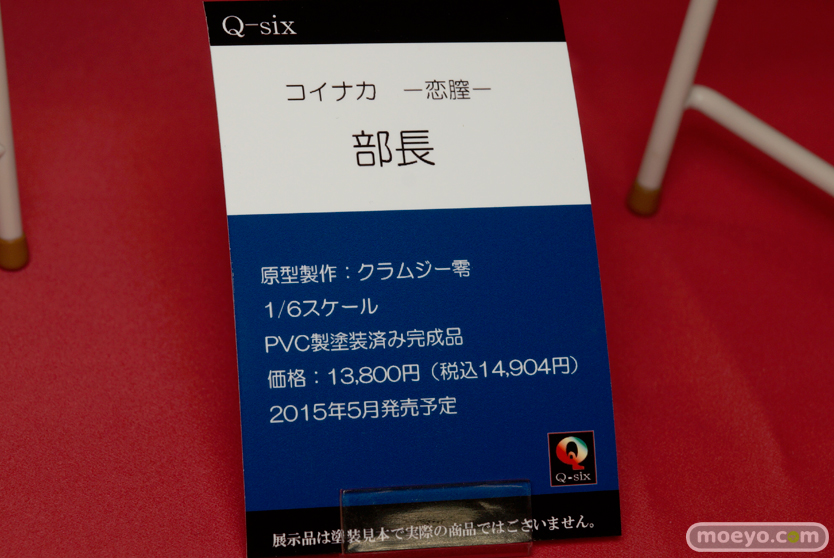 Q-six
コイナカ　―恋膣―
部長
原型製作：クラムジー零
1/6スケール
PVC製塗装済み完成品
価格：13,800円（税込14,904円）
2015年5月発売予定
Q-six
展示品は塗装見本で実際の商品ではございません。
moeyo.com